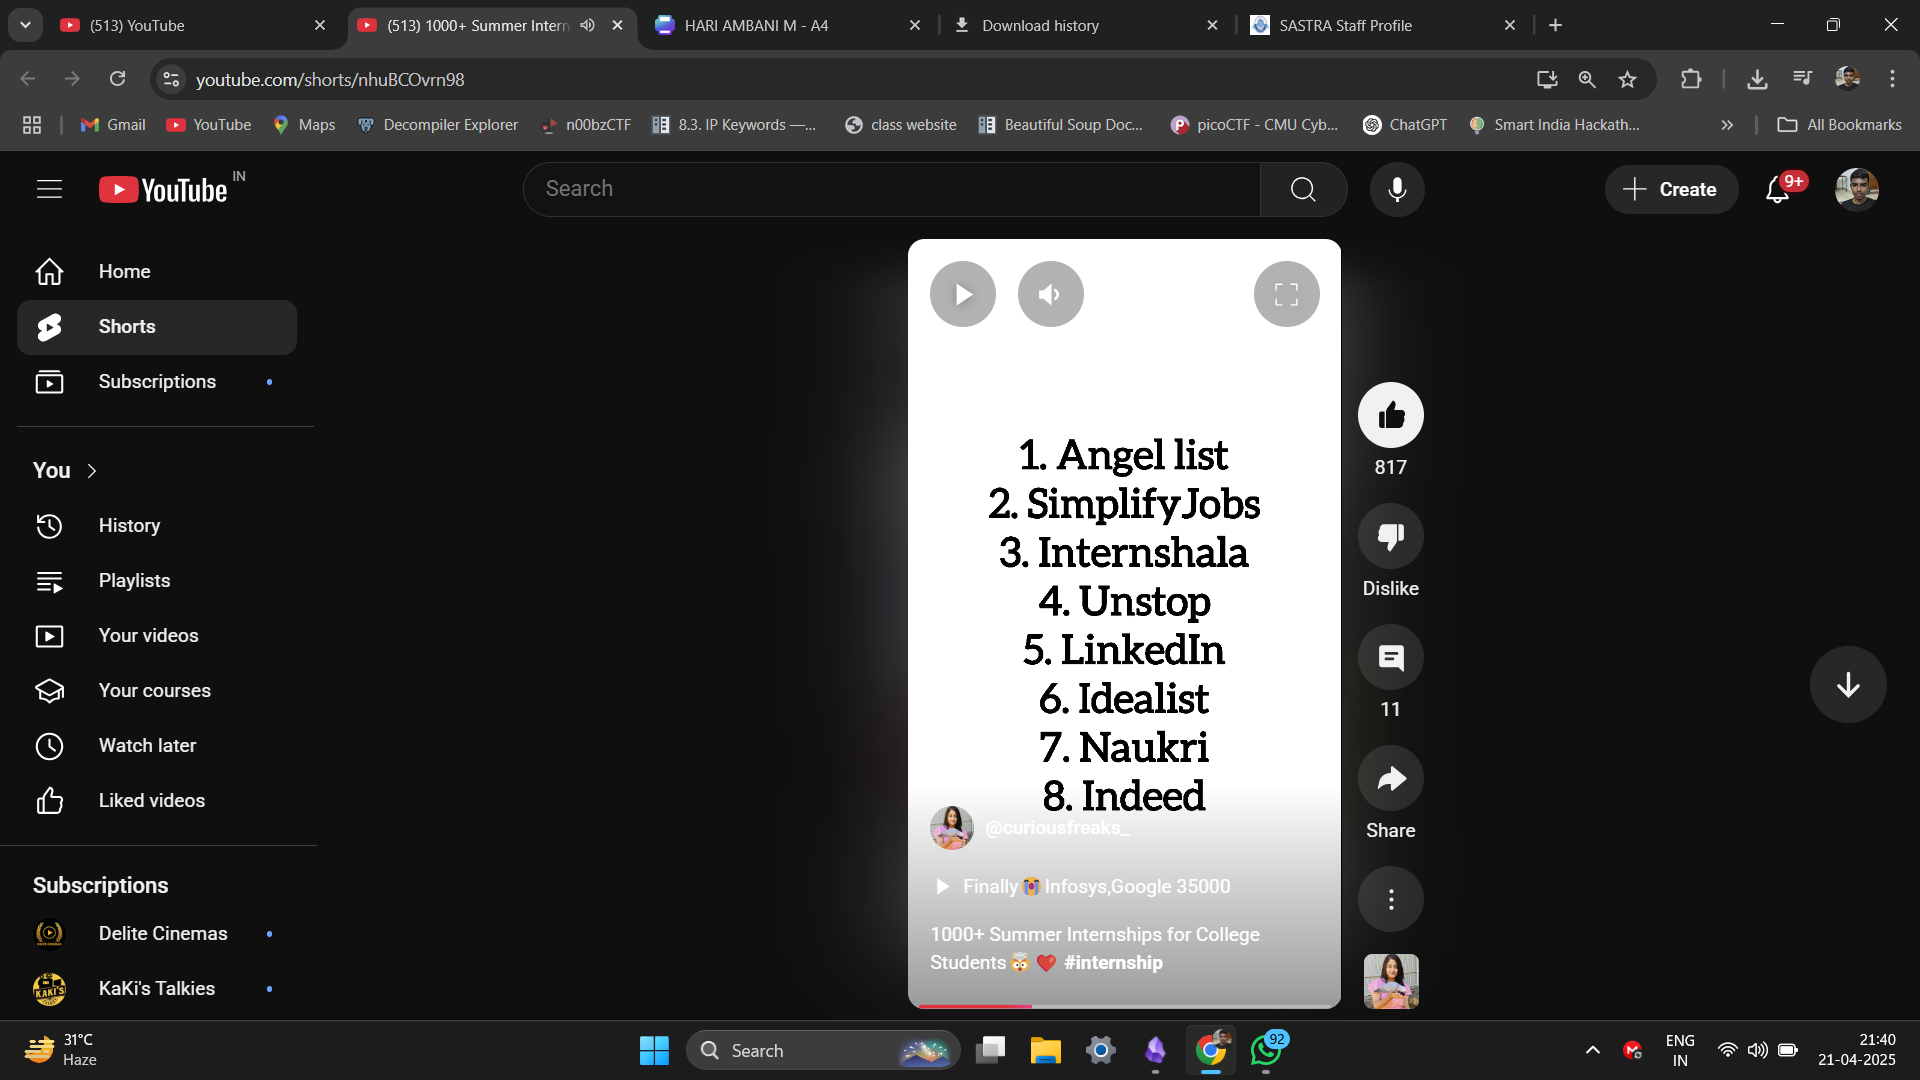 (513) YouTube
(513) 1000+ Summer Intern
HARI AMBANI M - A4
Download history
SASTRA Staff Profile
youtube.com/shorts/nhuBCOvrn98
Gmail
YouTube
Maps
Decompiler Explorer
n00bzCTF
8.3. IP Keywords —...
class website
Beautiful Soup Doc...
picoCTF - CMU Cyb...
ChatGPT
Smart India Hackath...
All Bookmarks
YouTube IN
Search
Create
9+
Home
Shorts
Subscriptions
You
History
Playlists
Your videos
Your courses
Watch later
Liked videos
Subscriptions
Delite Cinemas
KaKi's Talkies
1. Angel list
2. SimplifyJobs
3. Internshala
4. Unstop
5. LinkedIn
6. Idealist
7. Naukri
8. Indeed
@curiousfreaks_
Finally😭Infosys,Google 35000
1000+ Summer Internships for College
Students🤯❤️ #internship
817
Dislike
11
Share
31°C
Haze
Search
92
ENG
IN
21:40
21-04-2025